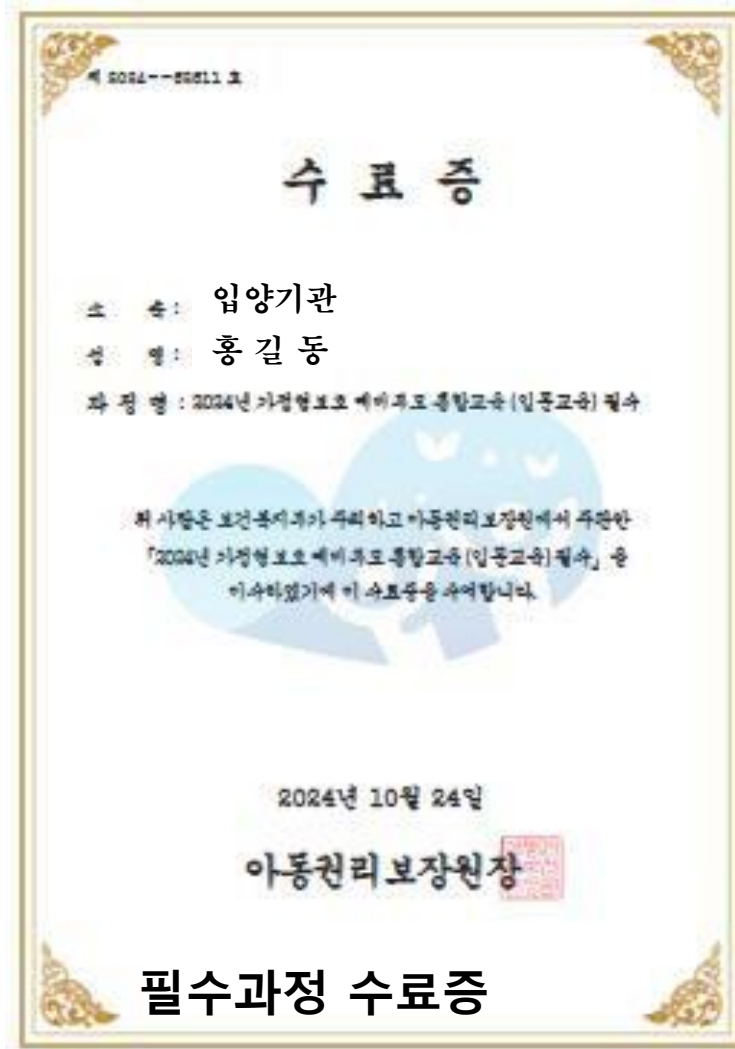 제 2024--62611 호
수 료 증
소 속 : 입양기관
성 명 : 홍 길 동
과 정 명 : 2024년 가정형보호 예비부모 통합교육(입문교육) 필수
위 사람은 보건복지부가 주최하고 아동권리보장원에서 주관한
「2024년 가정형보호 예비부모 통합교육(입문교육) 필수」 을
이수하였기에 이 수료증을 수여합니다.
2024년 10월 24일
아동권리보장원장
필수과정 수료증